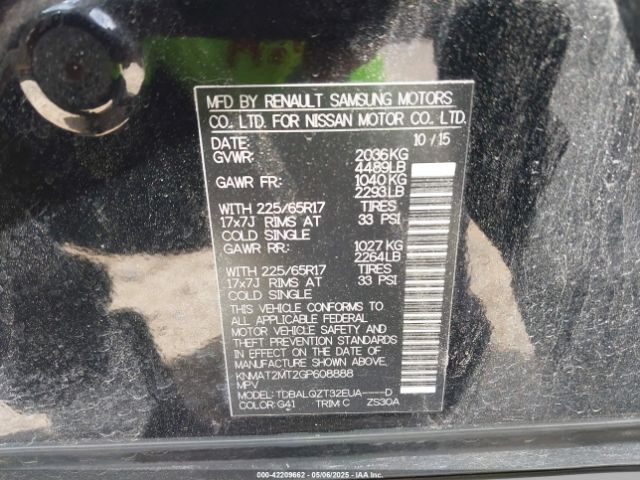 MFD BY RENAULT SAMSUNG MOTORS
CO., LTD. FOR NISSAN MOTOR CO., LTD.
DATE: 10/15
GVWR: 2036KG
4489LB
GAWR FR: 1040KG
2293LB
WITH 225/65R17 TIRES
17x7J RIMS AT 33 PSI
COLD SINGLE
GAWR RR: 1027 KG
2264LB
WITH 225/65R17 TIRES
17x7J RIMS AT 33 PSI
COLD SINGLE
THIS VEHICLE CONFORMS TO
ALL APPLICABLE FEDERAL
MOTOR VEHICLE SAFETY AND
THEFT PREVENTION STANDARDS
IN EFFECT ON THE DATE OF
MANUFACTURE SHOWN ABOVE.
KNMAT2MT2GP608888
MPV
MODEL: TDBALQZT32EUA----D
COLOR: G41 TRIM: C ZS30A
000-42209662 - 05/06/2025 - IAAI.COM